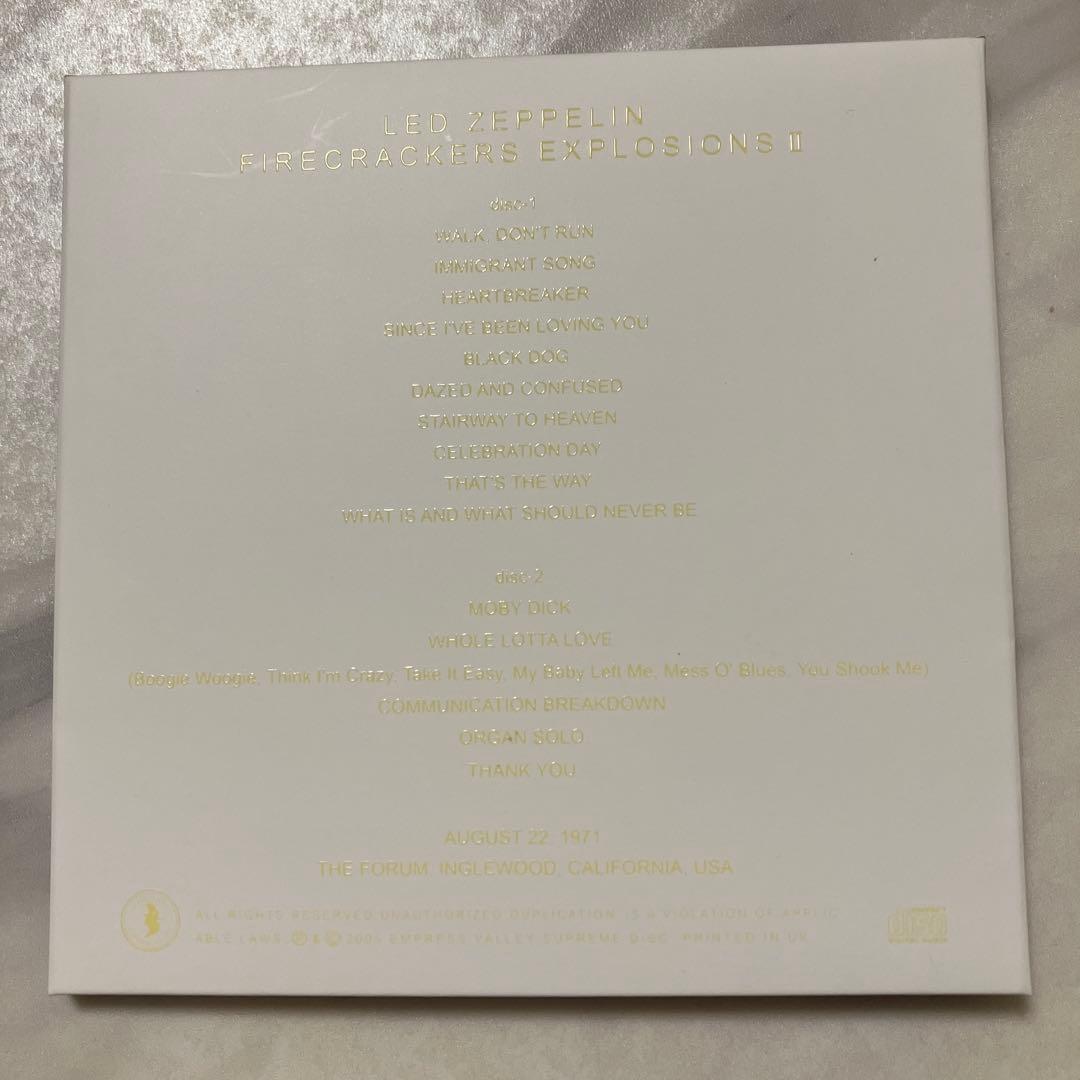 LED ZEPPELIN
FIRECRACKERS EXPLOSIONS II
disc-1
WALK, DON'T RUN
IMMIGRANT SONG
HEARTBREAKER
SINCE I'VE BEEN LOVING YOU
BLACK DOG
DAZED AND CONFUSED
STAIRWAY TO HEAVEN
CELEBRATION DAY
THAT'S THE WAY
WHAT IS AND WHAT SHOULD NEVER BE
disc-2
MOBY DICK
WHOLE LOTTA LOVE
(Boogie Woogie, Think I'm Crazy, Take It Easy, My Baby Left Me, Mess O' Blues, You Shook Me)
COMMUNICATION BREAKDOWN
ORGAN SOLO
THANK YOU
AUGUST 22, 1971
THE FORUM, INGLEWOOD, CALIFORNIA, USA
ALL RIGHTS RESERVED UNAUTHORIZED DUPLICATION IS A VIOLATION OF APPLIC
ABLE LAWS. ℗ & © EMPRESS VALLEY SUPREME DISC. PRINTED IN UK
disc